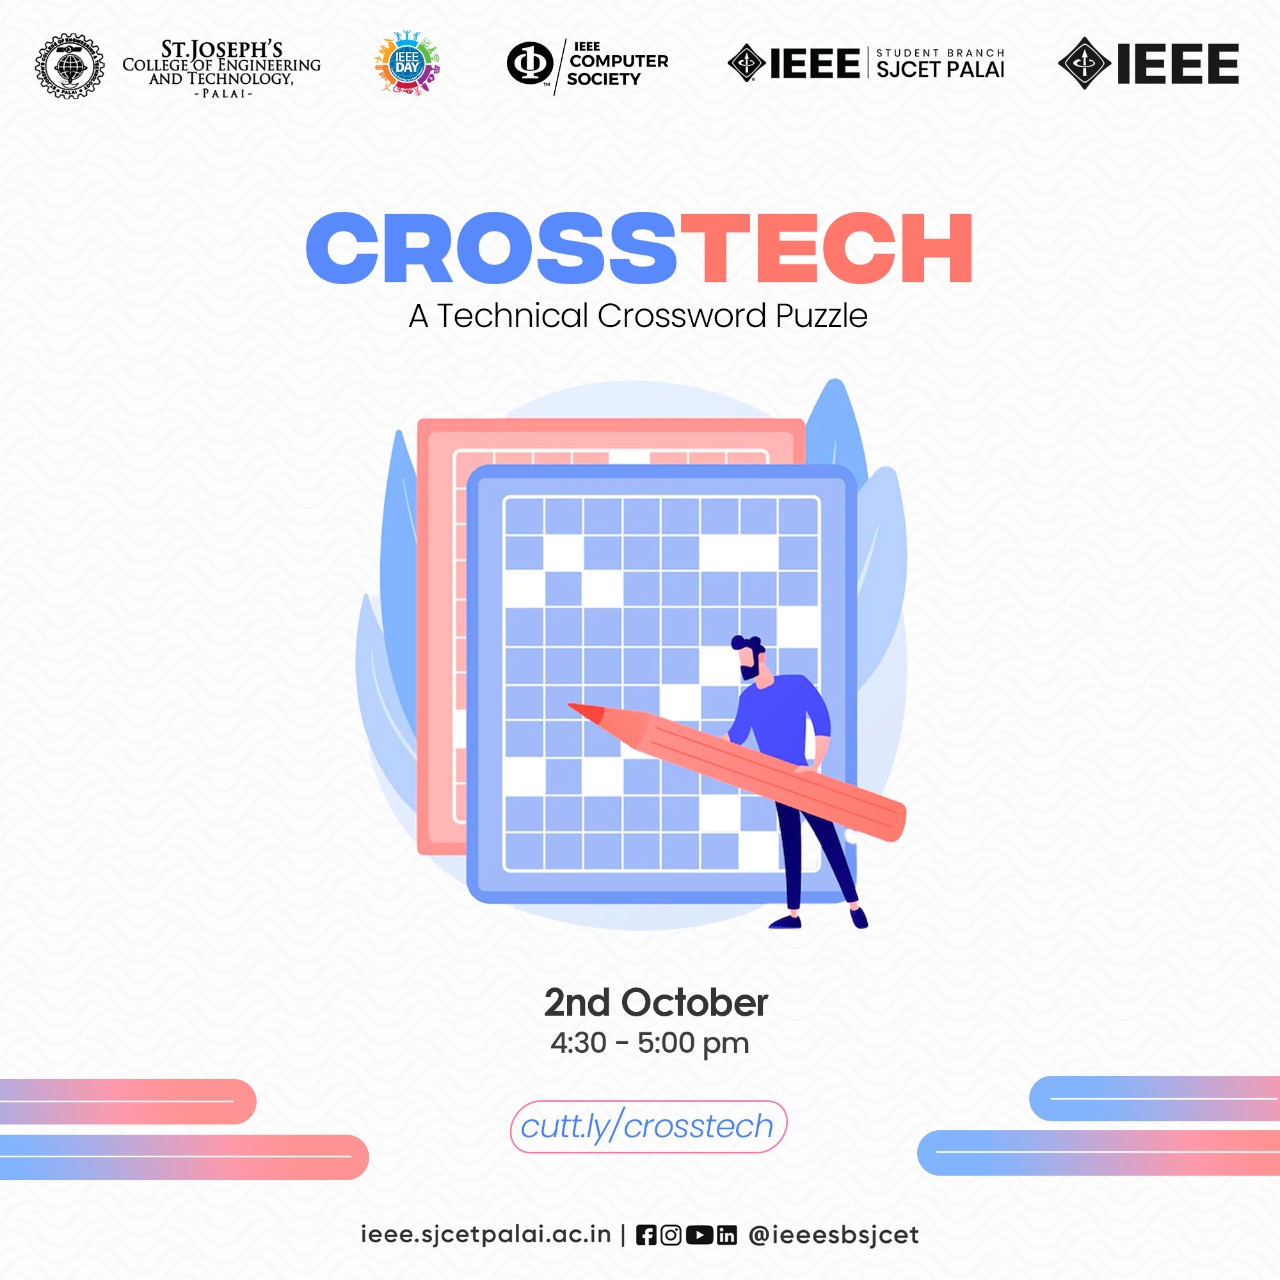 ST.JOSEPH'S
COLLEGE OF ENGINEERING
AND TECHNOLOGY,
-PALAI-
IEEE
DAY
IEEE
COMPUTER
SOCIETY
TM
IEEE
STUDENT BRANCH
SJCET PALAI
IEEE
CROSSTECH
A Technical Crossword Puzzle
2nd October
4:30 - 5:00 pm
cutt.ly/crosstech
ieee.sjcetpalai.ac.in | @ieeesbsjcet